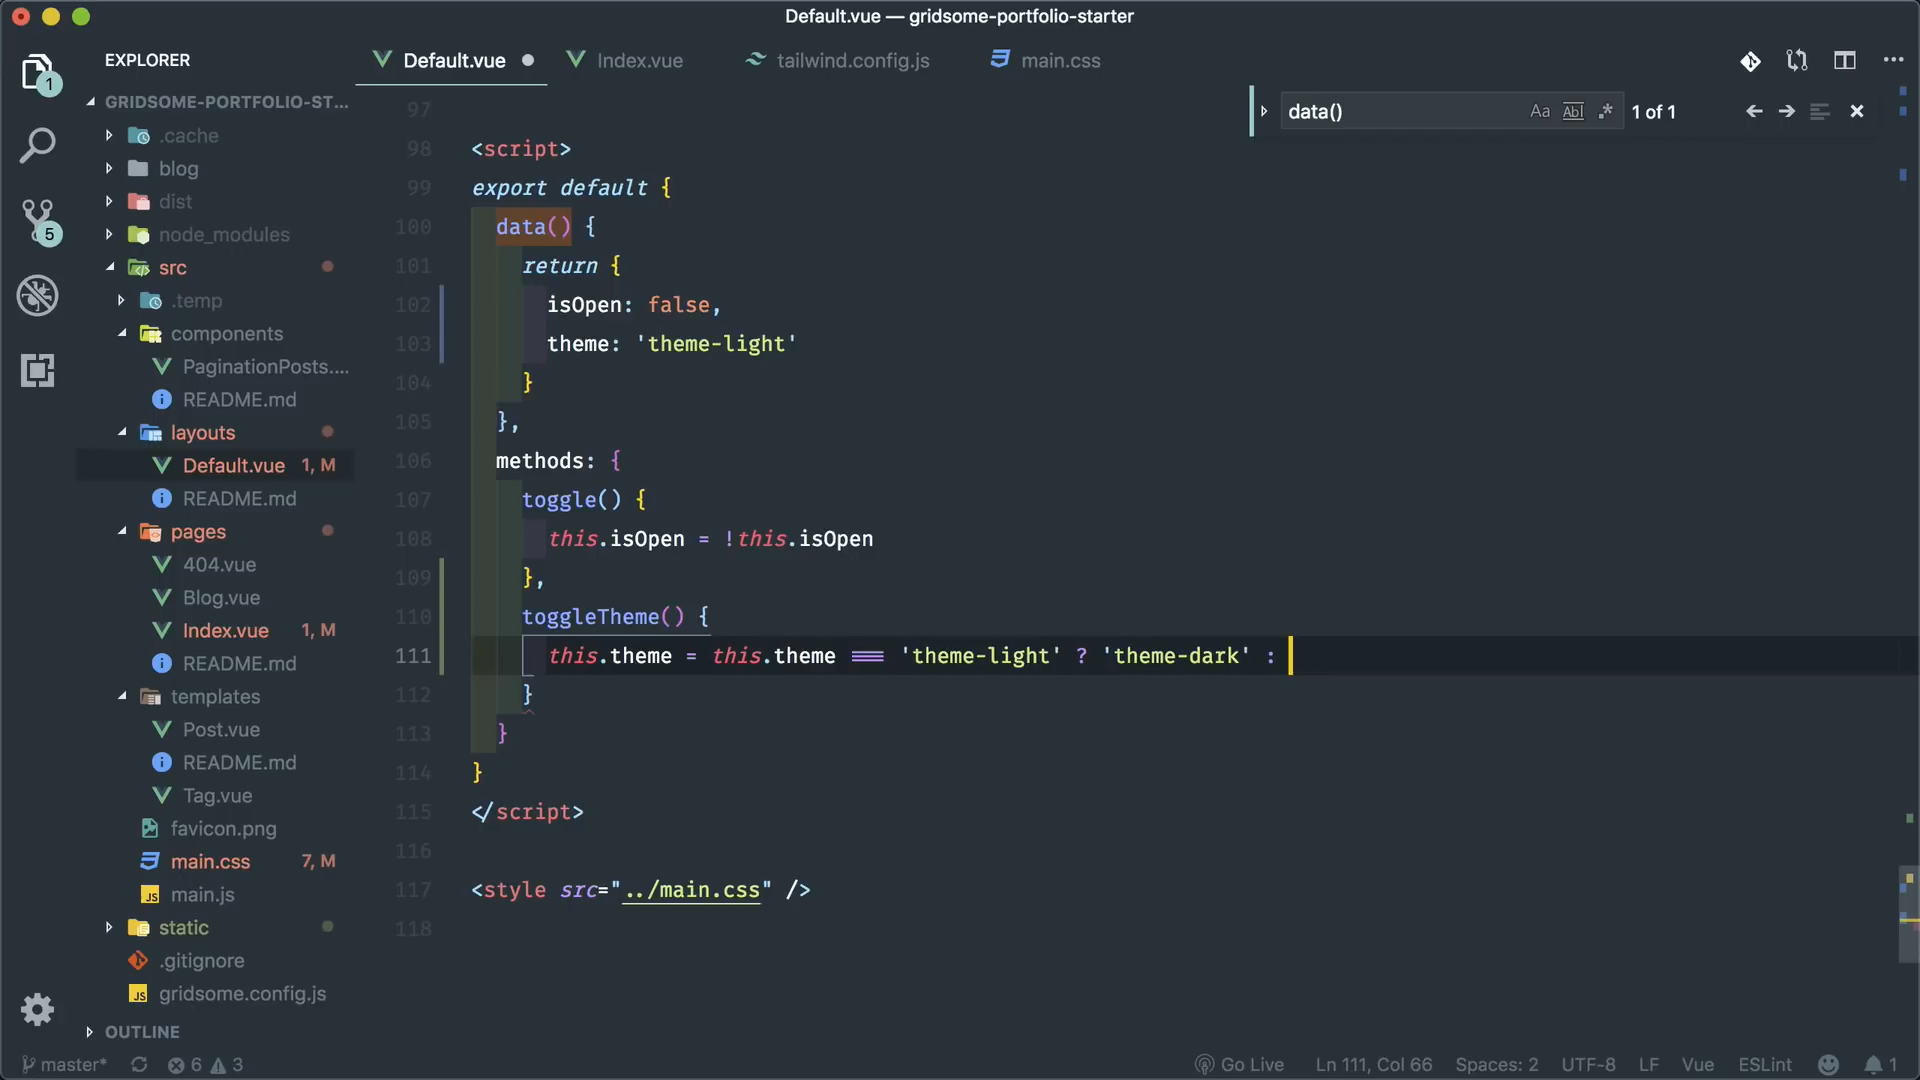 Default.vue — gridsome-portfolio-starter
EXPLORER
Default.vue
Index.vue
tailwind.config.js
main.css
data()
Aa
Abl
.*
1 of 1
1
5
GRIDSOME-PORTFOLIO-ST...
.cache
blog
dist
node_modules
src
.temp
components
PaginationPosts....
README.md
layouts
Default.vue 1, M
README.md
pages
404.vue
Blog.vue
Index.vue 1, M
README.md
templates
Post.vue
README.md
Tag.vue
favicon.png
main.css 7, M
JS main.js
static
.gitignore
JS gridsome.config.js
OUTLINE
97
98 <script>
99 export default {
100 data() {
101 return {
102 isOpen: false,
103 theme: 'theme-light'
104 }
105 },
106 methods: {
107 toggle() {
108 this.isOpen = !this.isOpen
109 },
110 toggleTheme() {
111 this.theme = this.theme === 'theme-light' ? 'theme-dark' :
112 }
113 }
114 }
115 </script>
116
117 <style src="../main.css" />
118
master* 6 3
Go Live Ln 111, Col 66 Spaces: 2 UTF-8 LF Vue ESLint 1